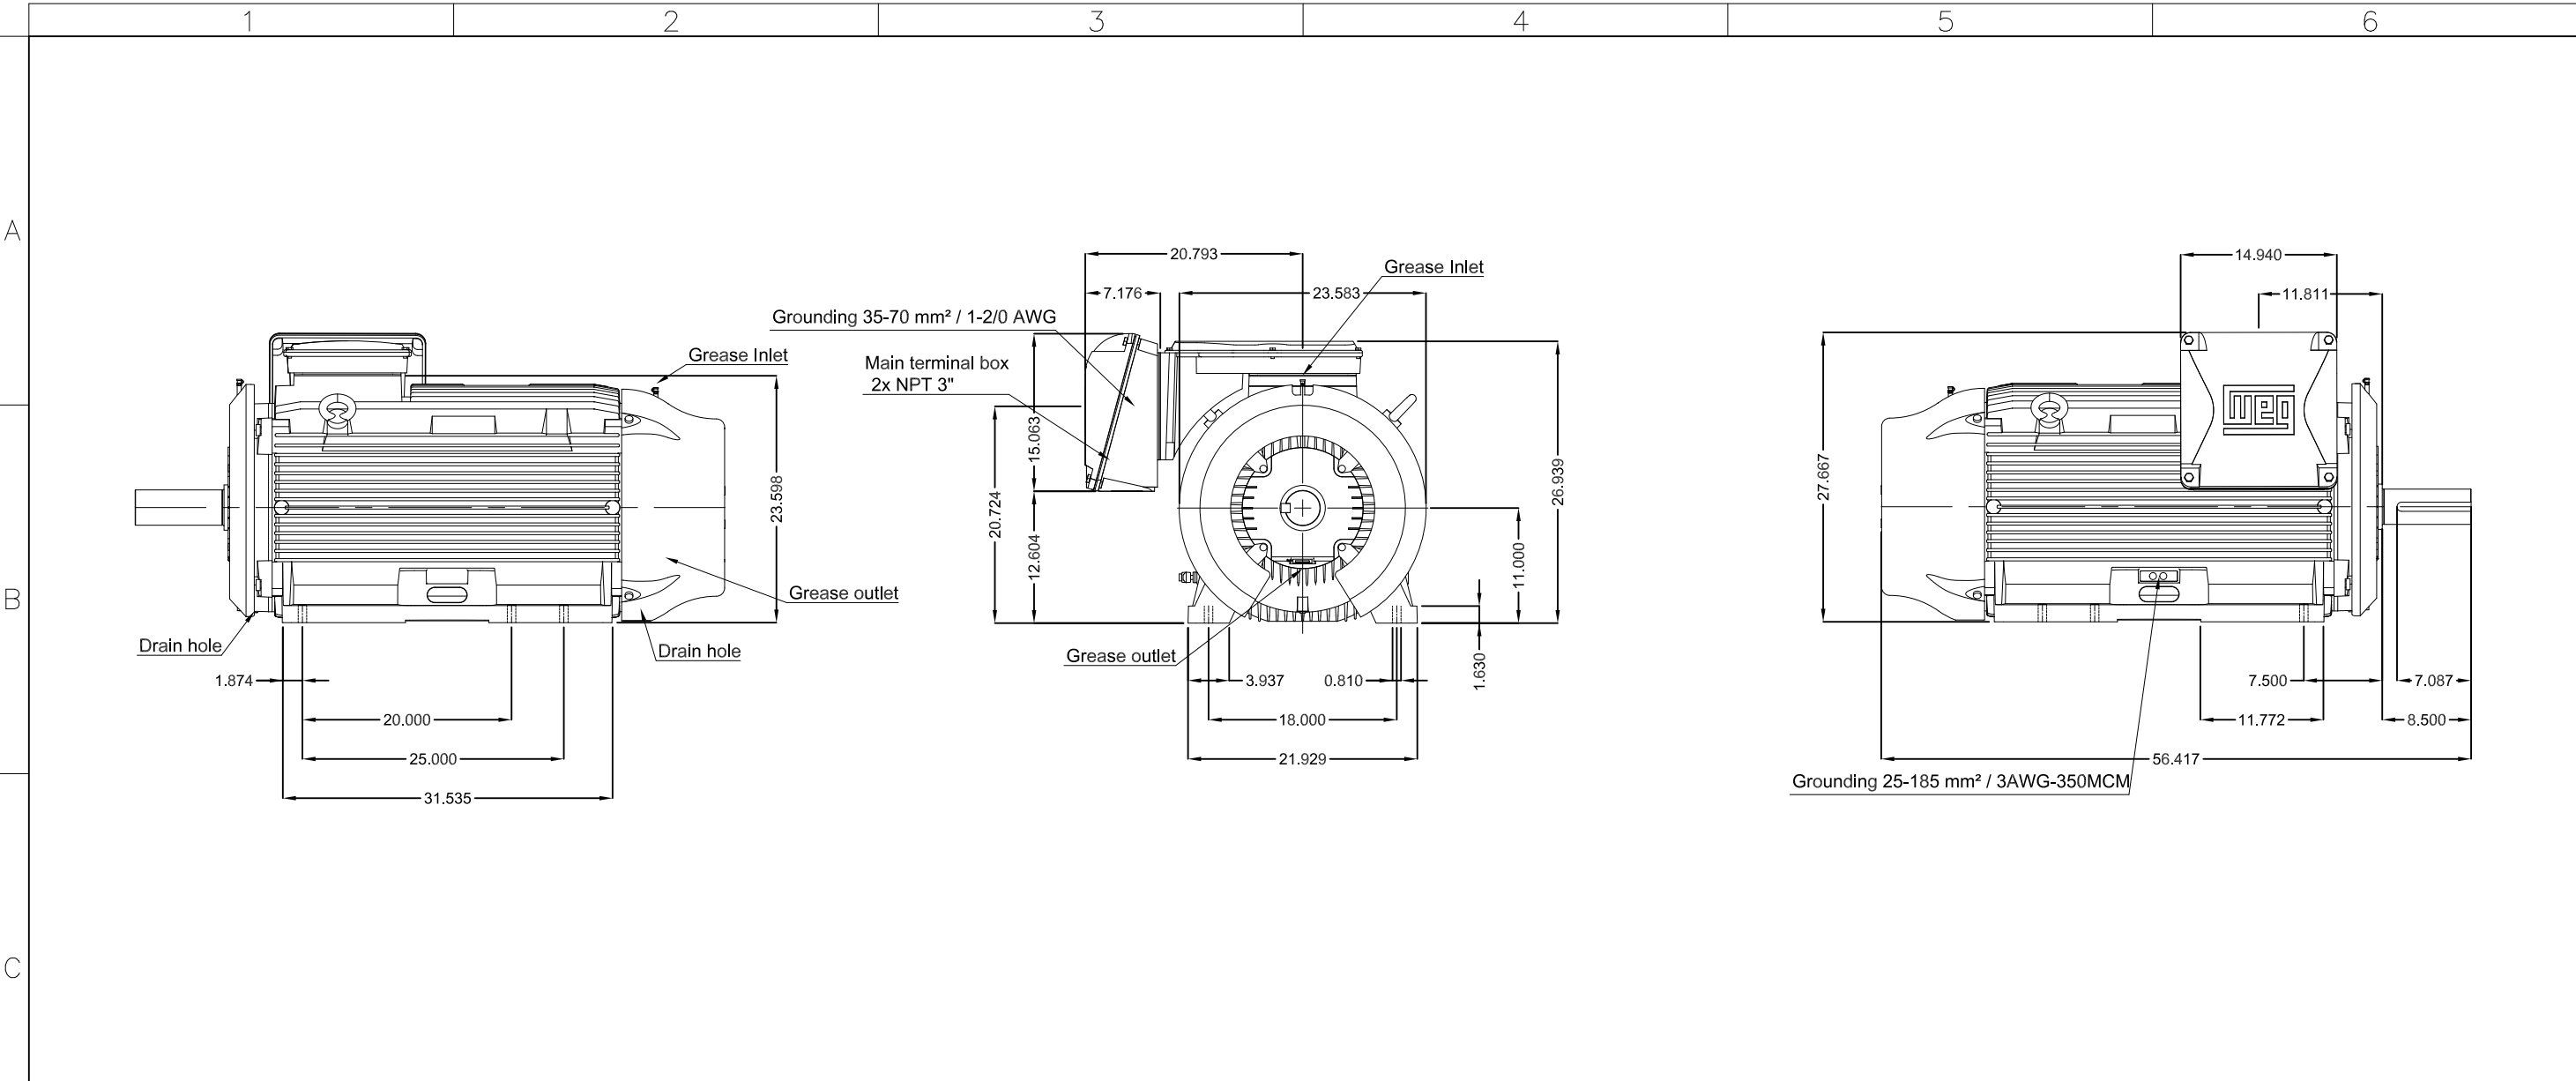 1 2 3 4 5 6
A
B
C
Grease Inlet
23.598
Grease outlet
Drain hole
Drain hole
1.874
20.000
25.000
31.535
20.793
Grease Inlet
7.176
23.583
Grounding 35-70 mm² / 1-2/0 AWG
Main terminal box
2x NPT 3"
15.063
20.724
12.604
26.939
11.000
1.630
Grease outlet
3.937
0.810
18.000
21.929
14.940
11.811
27.667
WEG
7.500
7.087
11.772
8.500
56.417
Grounding 25-185 mm² / 3AWG-350MCM